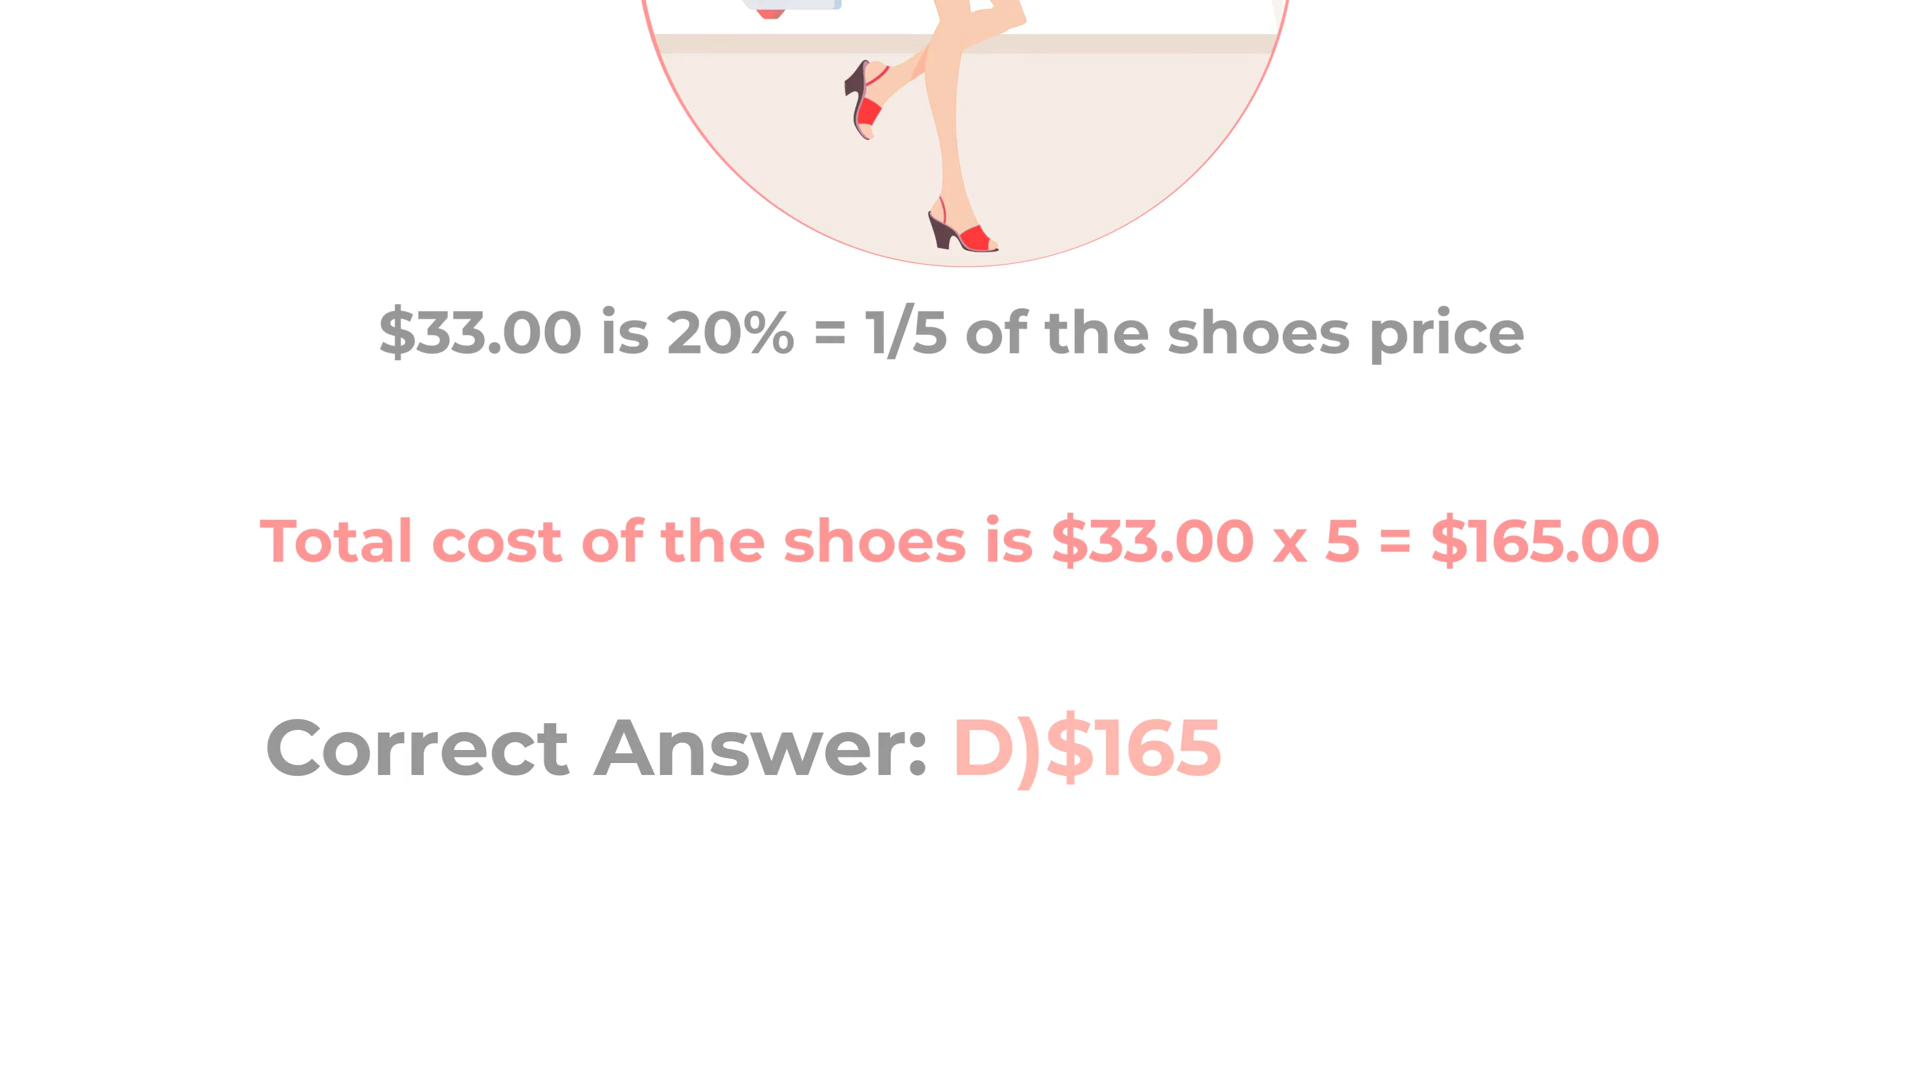 $33.00 is 20% = 1/5 of the shoes price
Total cost of the shoes is $33.00 x 5 = $165.00
Correct Answer: D)$165